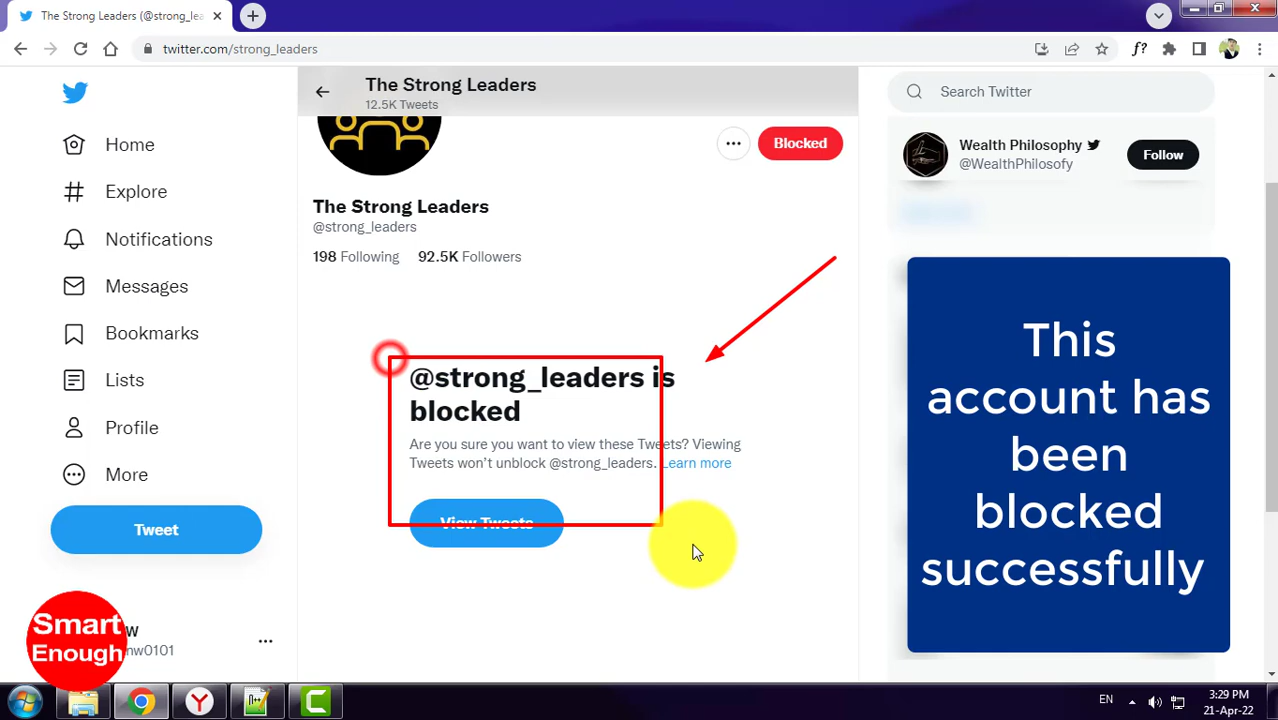 The Strong Leaders (@strong_lea
twitter.com/strong_leaders
f?
The Strong Leaders
12.5K Tweets
Search Twitter
Home
Explore
Notifications
Messages
Bookmarks
Lists
Profile
More
Tweet
W
nw0101
Smart
Enough
Blocked
The Strong Leaders
@strong_leaders
198 Following 92.5K Followers
@strong_leaders is
blocked
Are you sure you want to view these Tweets? Viewing
Tweets won't unblock @strong_leaders. Learn more
View Tweets
Wealth Philosophy
@WealthPhilosofy
Follow
This
account has
been
blocked
successfully
EN
3:29 PM
21-Apr-22